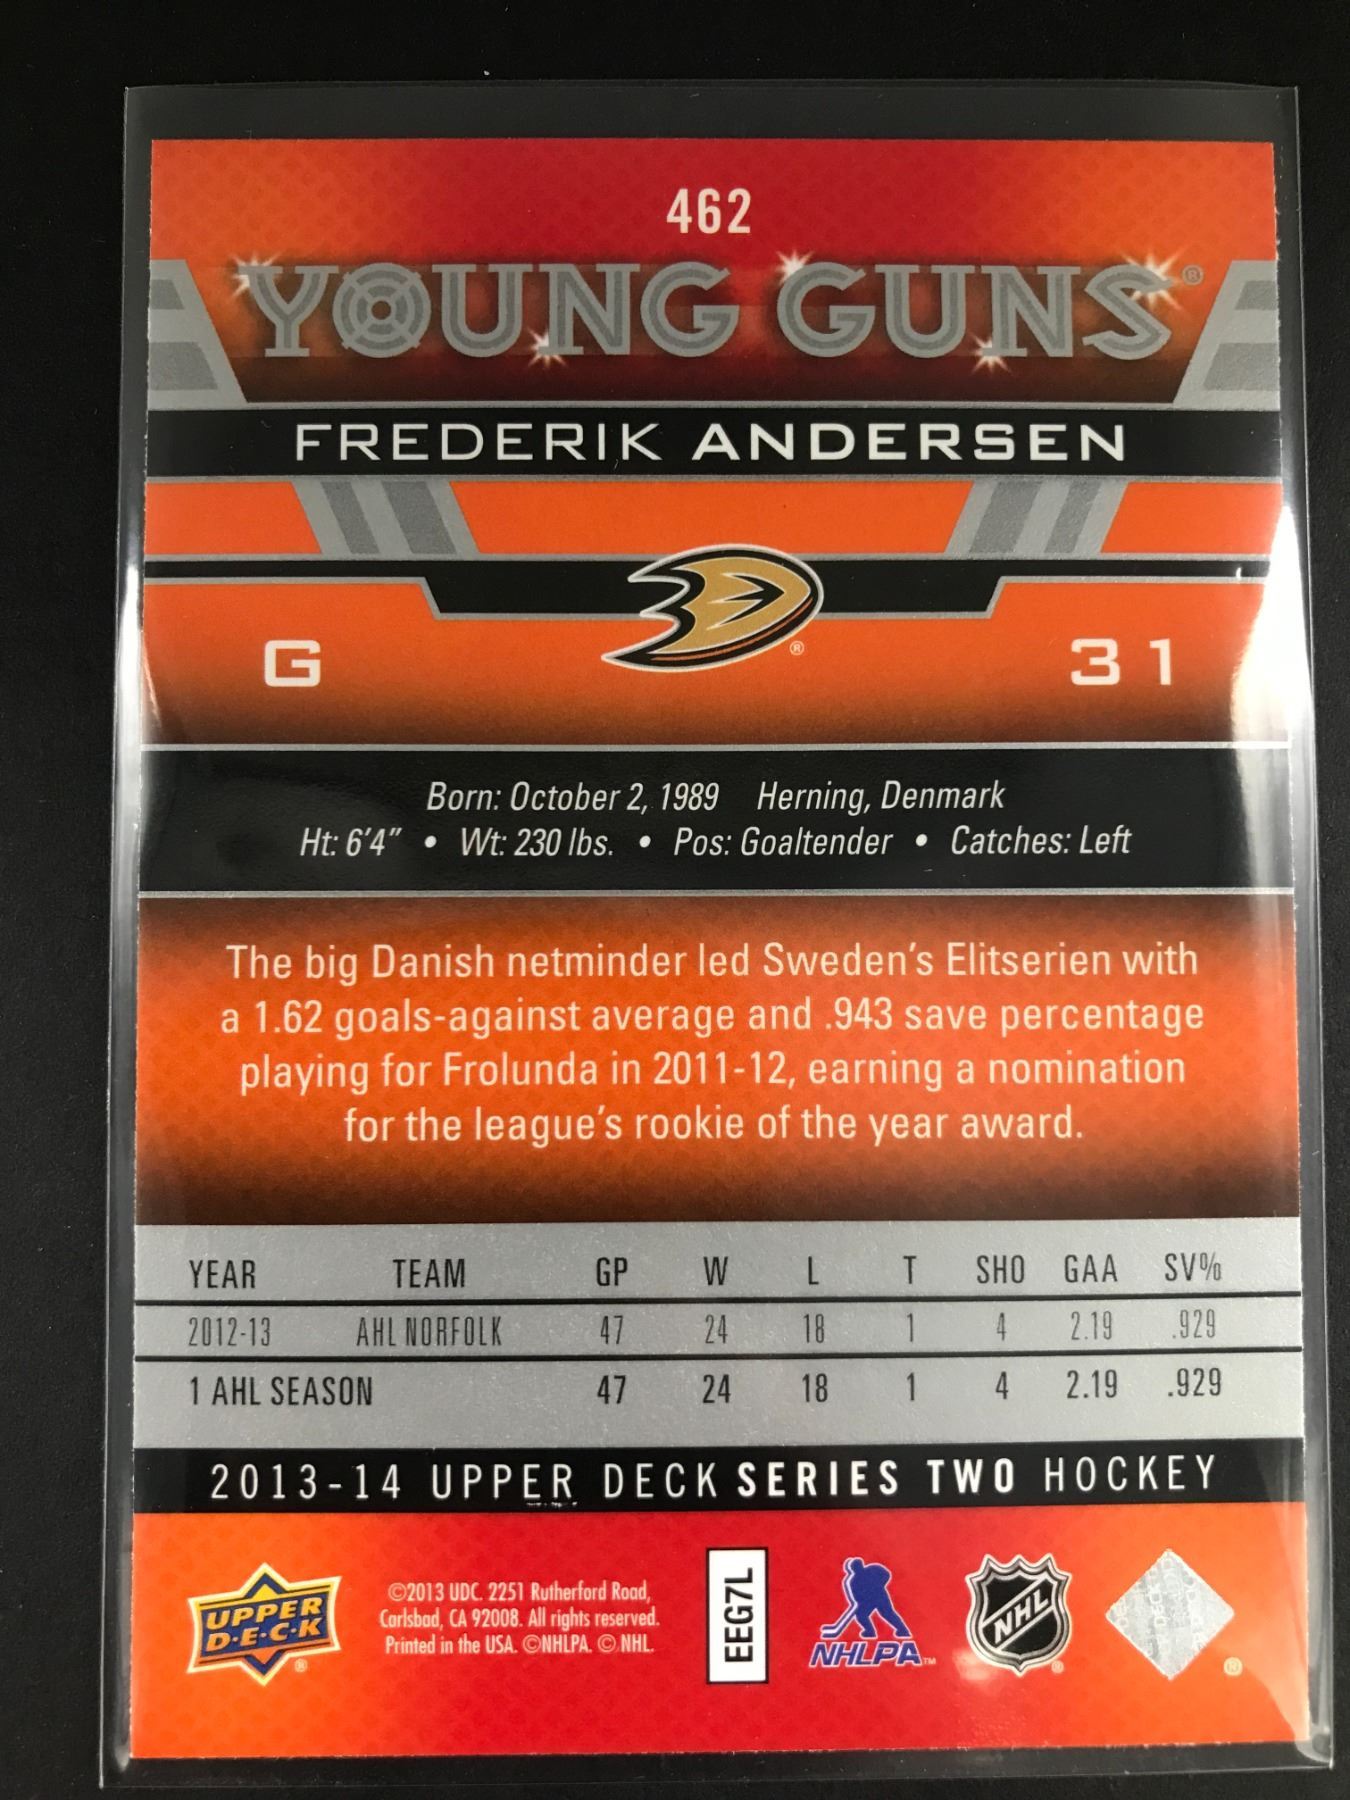 462
YOUNG GUNS®
FREDERIK ANDERSEN
®
G 31
Born: October 2, 1989 Herning, Denmark
Ht: 6'4" • Wt: 230 lbs. • Pos: Goaltender • Catches: Left
The big Danish netminder led Sweden's Elitserien with
a 1.62 goals-against average and .943 save percentage
playing for Frolunda in 2011-12, earning a nomination
for the league's rookie of the year award.
YEAR TEAM GP W L T SHO GAA SV%
2012-13 AHL NORFOLK 47 24 18 1 4 2.19 .929
1 AHL SEASON 47 24 18 1 4 2.19 .929
2013-14 UPPER DECK SERIES TWO HOCKEY
UPPER
D·E·C·K
®
©2013 UDC. 2251 Rutherford Road,
Carlsbad, CA 92008. All rights reserved.
Printed in the USA. ©NHLPA. © NHL.
EEG7L
NHLPA™
NHL
®
®